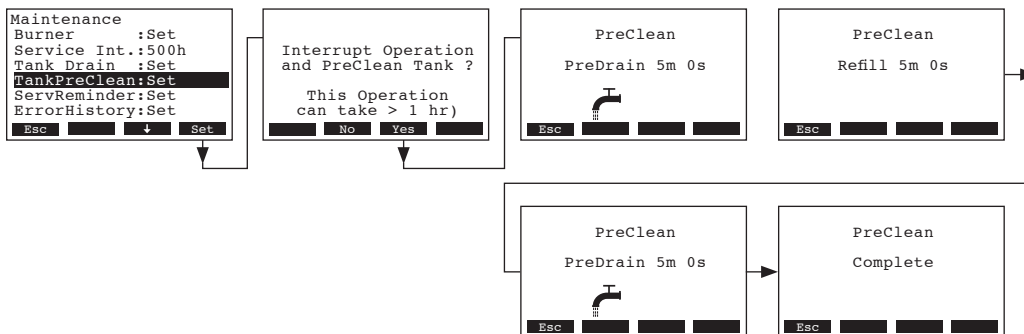 Maintenance
Burner :Set
Service Int.:500h
Tank Drain :Set
TankPreClean:Set
ServReminder:Set
ErrorHistory:Set
Esc ↓ Set
Interrupt Operation
and PreClean Tank ?
This Operation
can take > 1 hr)
No Yes
PreClean
PreDrain 5m 0s
Esc
PreClean
Refill 5m 0s
Esc
PreClean
PreDrain 5m 0s
Esc
PreClean
Complete
Esc